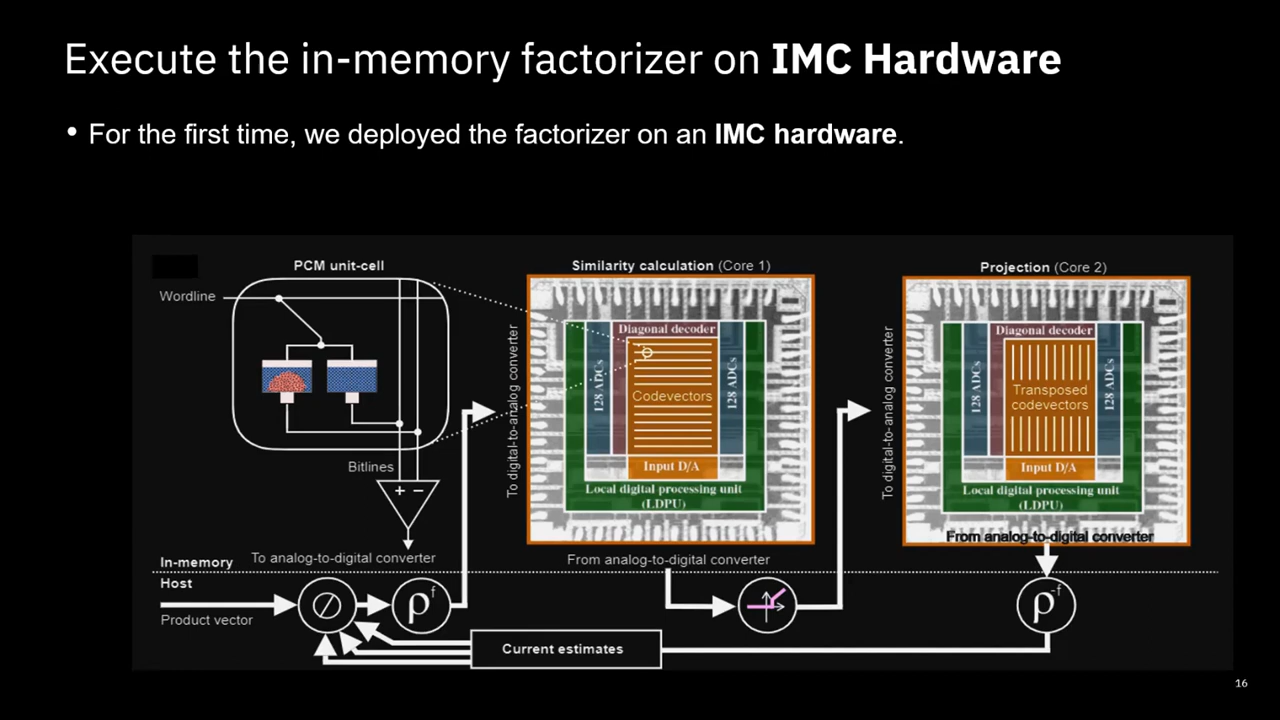 Execute the in-memory factorizer on IMC Hardware
• For the first time, we deployed the factorizer on an IMC hardware.
PCM unit-cell
Wordline
Bitlines
+ −
To analog-to-digital converter
In-memory
Host
Product vector
ρf
To digital-to-analog converter
Similarity calculation (Core 1)
Diagonal decoder
128 ADCs
Codevectors
128 ADCs
Input D/A
Local digital processing unit
(LDPU)
From analog-to-digital converter
Current estimates
To digital-to-analog converter
Projection (Core 2)
Diagonal decoder
128 ADCs
Transposed
codevectors
128 ADCs
Input D/A
Local digital processing unit
(LDPU)
From analog-to-digital converter
ρ-f
16